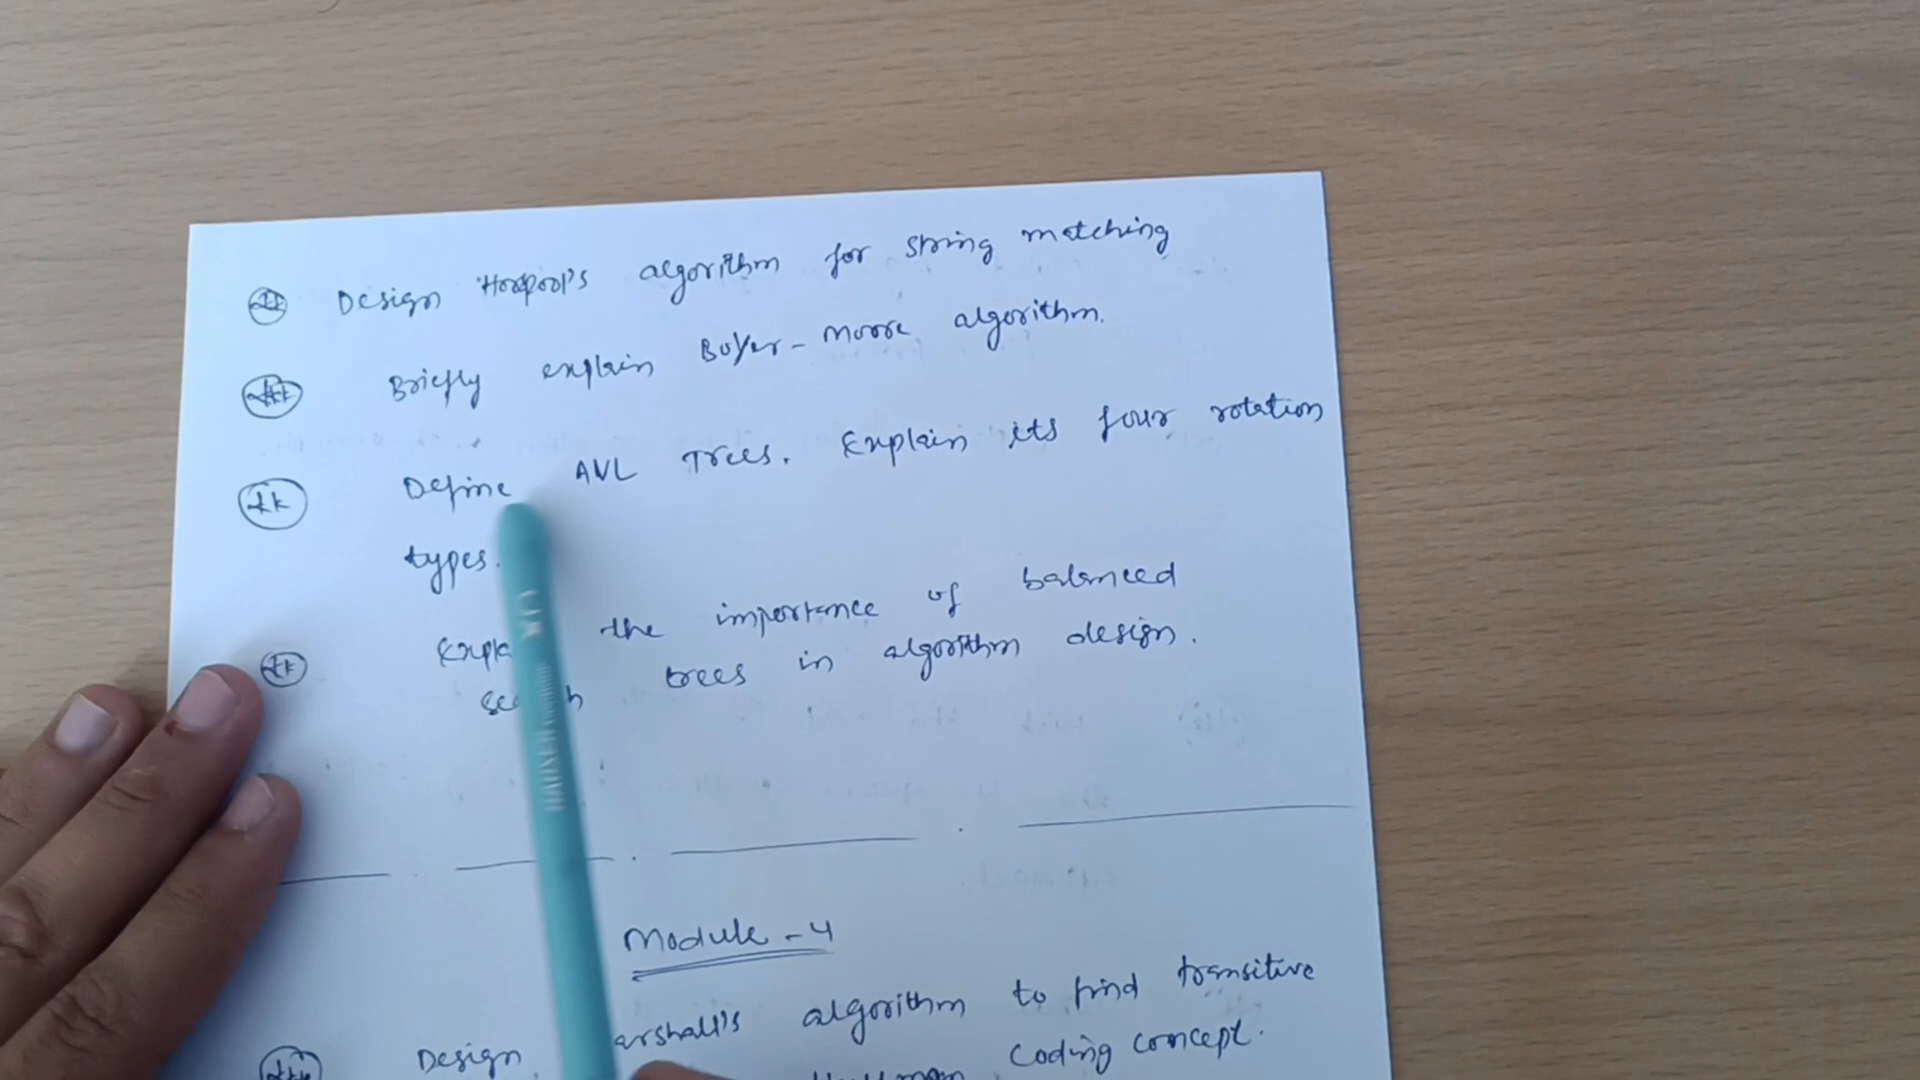 ** Design Horspool's algorithm for string matching
*** Briefly explain Boyer-Moore algorithm.
** Define AVL Trees. Explain its four rotation
types.
** the importance of balanced
trees in algorithm design.
Module-4
Design algorithm to find transitive
Coding concept.
HAUSER